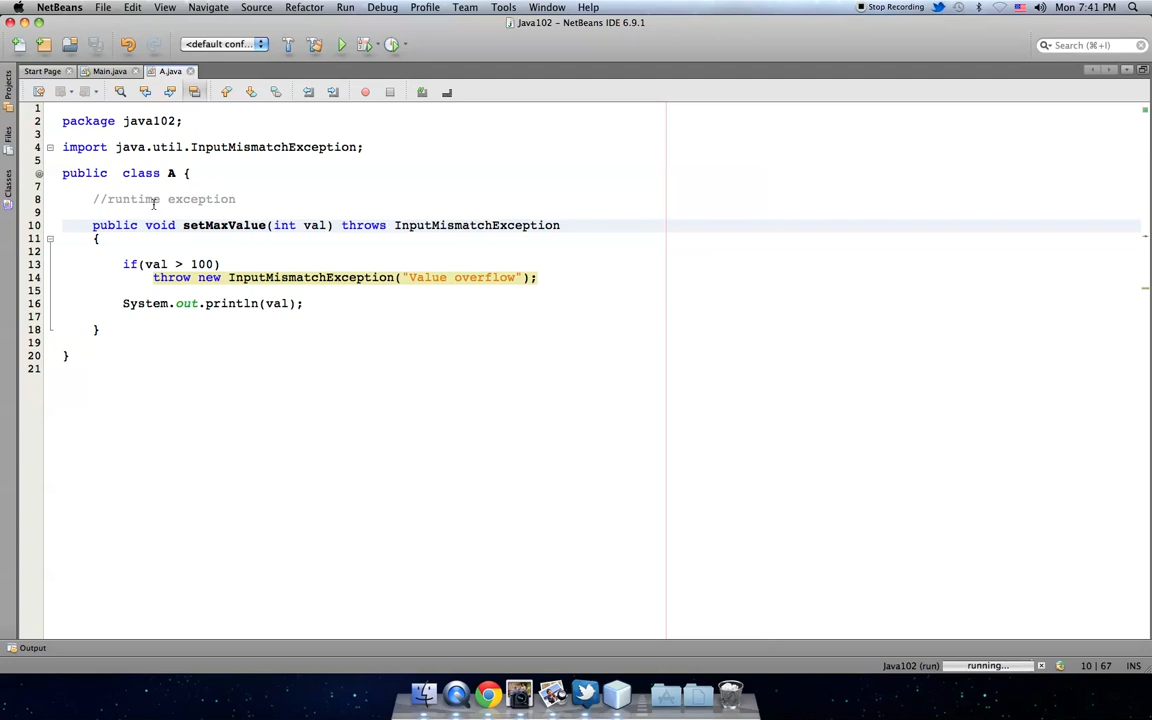 NetBeans File Edit View Navigate Source Refactor Run Debug Profile Team Tools Window Help Stop Recording Mon 7:41 PM
Java102 - NetBeans IDE 6.9.1
<default conf... Search (⌘+I)
Start Page Main.java A.java
Projects
Files
Classes
1
2 package java102;
3
4 import java.util.InputMismatchException;
5
public class A {
7
8 //runtime exception
9
10 public void setMaxValue(int val) throws InputMismatchException
11 {
12
13 if(val > 100)
14 throw new InputMismatchException("Value overflow");
15
16 System.out.println(val);
17
18 }
19
20 }
21
Output
Java102 (run) running... 10 | 67 INS